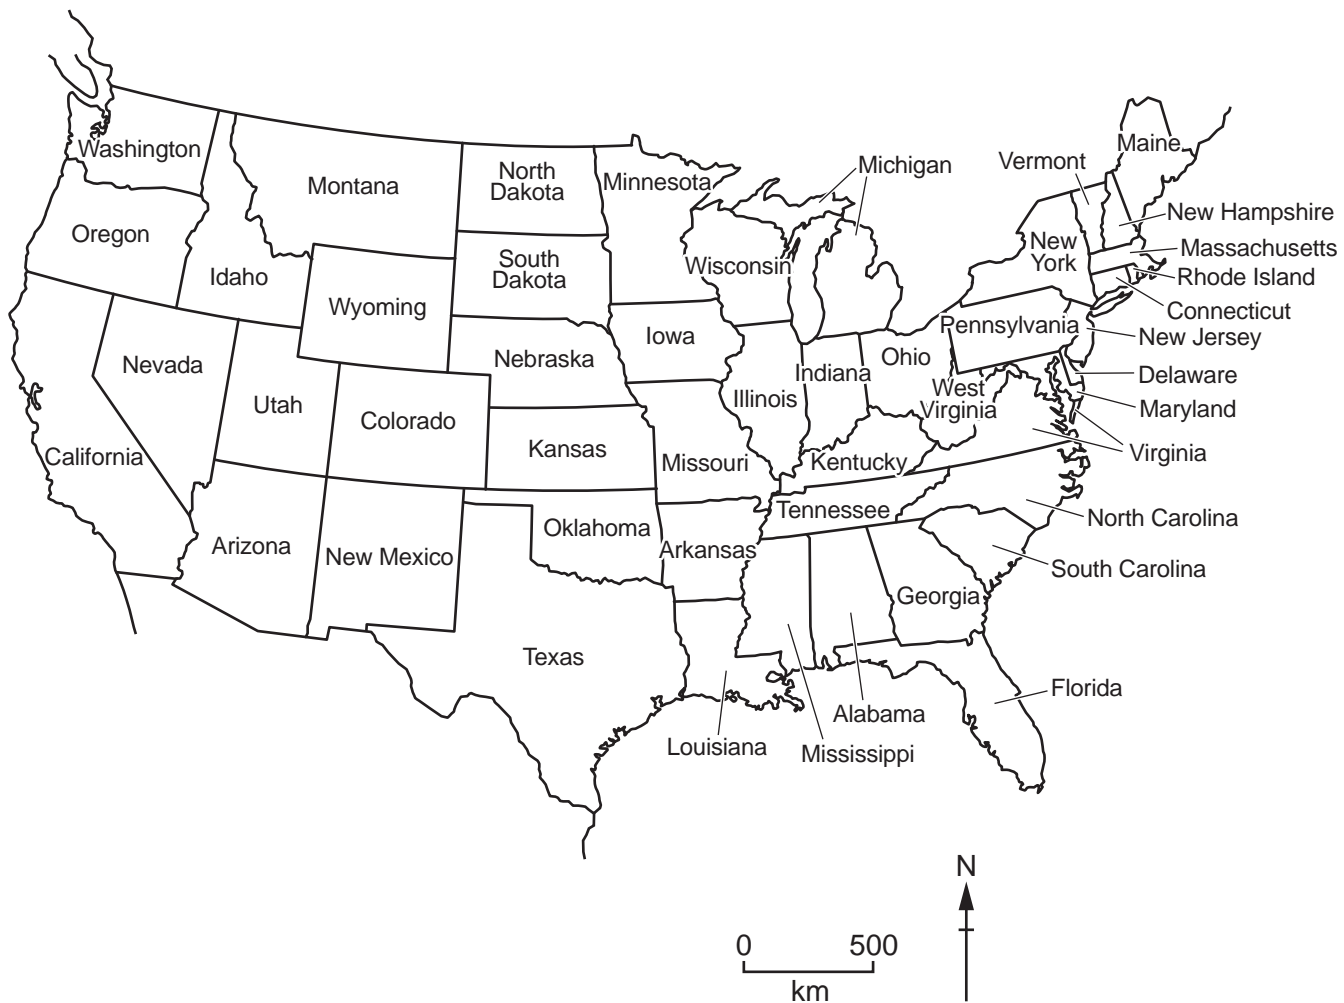 Washington
Montana
North
Dakota
Minnesota
Michigan
Vermont
Maine
Oregon
Idaho
Wyoming
South
Dakota
Wisconsin
New
York
New Hampshire
Massachusetts
Rhode Island
Connecticut
Nevada
Utah
Colorado
Nebraska
Iowa
Illinois
Indiana
Ohio
Pennsylvania
New Jersey
Delaware
Maryland
West
Virginia
Virginia
California
Kansas
Missouri
Kentucky
Arizona
New Mexico
Oklahoma
Arkansas
Tennessee
North Carolina
South Carolina
Georgia
Texas
Louisiana
Mississippi
Alabama
Florida
N
0 500
km